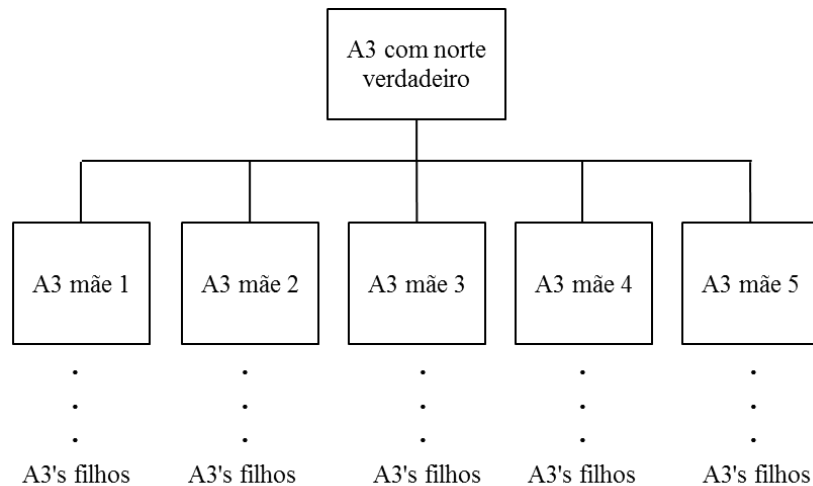 A3 com norte
verdadeiro
A3 mãe 1
A3 mãe 2
A3 mãe 3
A3 mãe 4
A3 mãe 5
A3's filhos
A3's filhos
A3's filhos
A3's filhos
A3's filhos